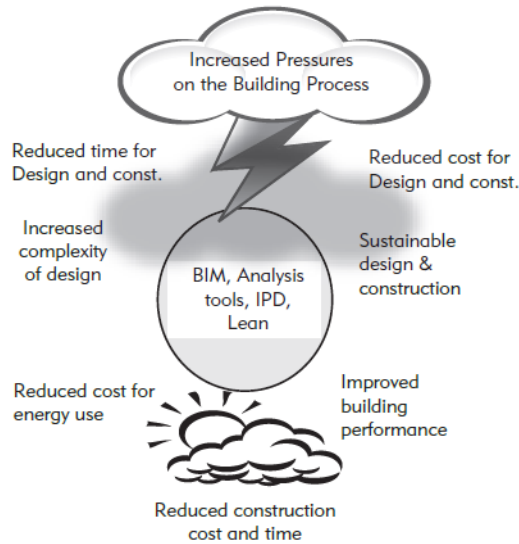 Increased Pressures
on the Building Process
Reduced time for
Design and const.
Reduced cost for
Design and const.
Increased
complexity
of design
Sustainable
design &
construction
BIM, Analysis
tools, IPD,
Lean
Reduced cost for
energy use
Improved
building
performance
Reduced construction
cost and time